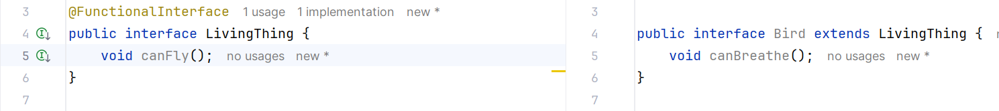 3 @FunctionalInterface 1 usage 1 implementation new *
4 public interface LivingThing {
5 void canFly(); no usages new *
6 }
7
3
4 public interface Bird extends LivingThing {
5 void canBreathe(); no usages new *
6 }
7